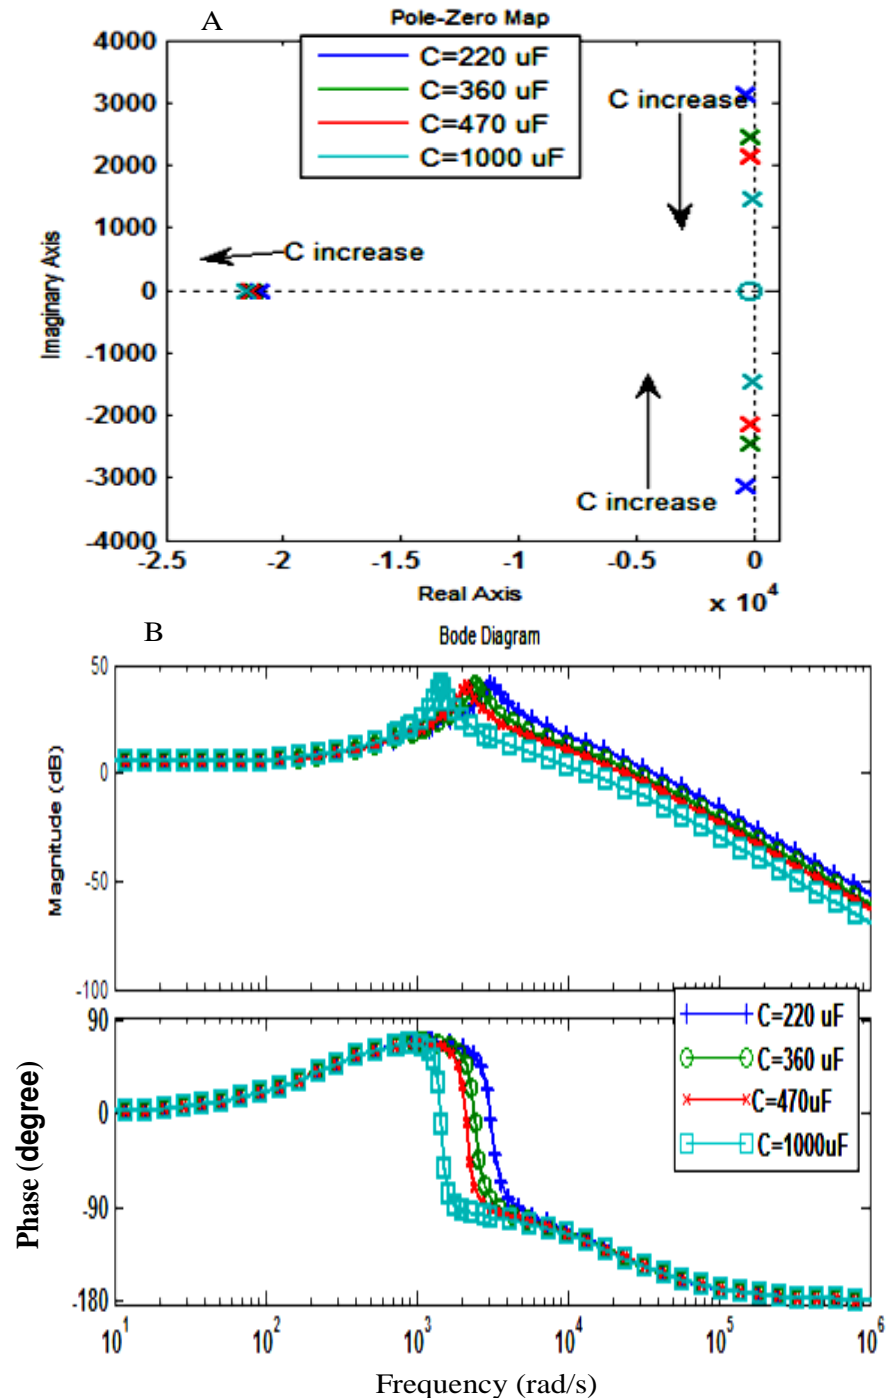 A
Pole-Zero Map
C=220 uF
C=360 uF
C=470 uF
C=1000 uF
4000
3000
2000
1000
0
-1000
-2000
-3000
-4000
Imaginary Axis
C increase
C increase
C increase
-2.5 -2 -1.5 -1 -0.5 0
Real Axis
x 10^4
B
Bode Diagram
50
0
-50
-100
Magnitude (dB)
90
0
-90
-180
Phase (degree)
C=220 uF
C=360 uF
C=470uF
C=1000uF
10^1 10^2 10^3 10^4 10^5 10^6
Frequency (rad/s)